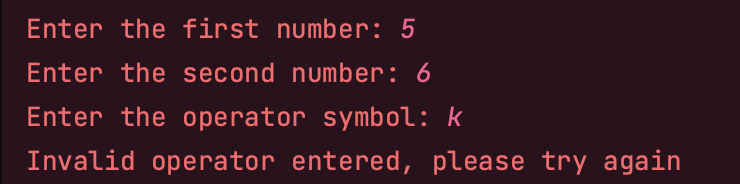 Enter the first number: 5
Enter the second number: 6
Enter the operator symbol: k
Invalid operator entered, please try again